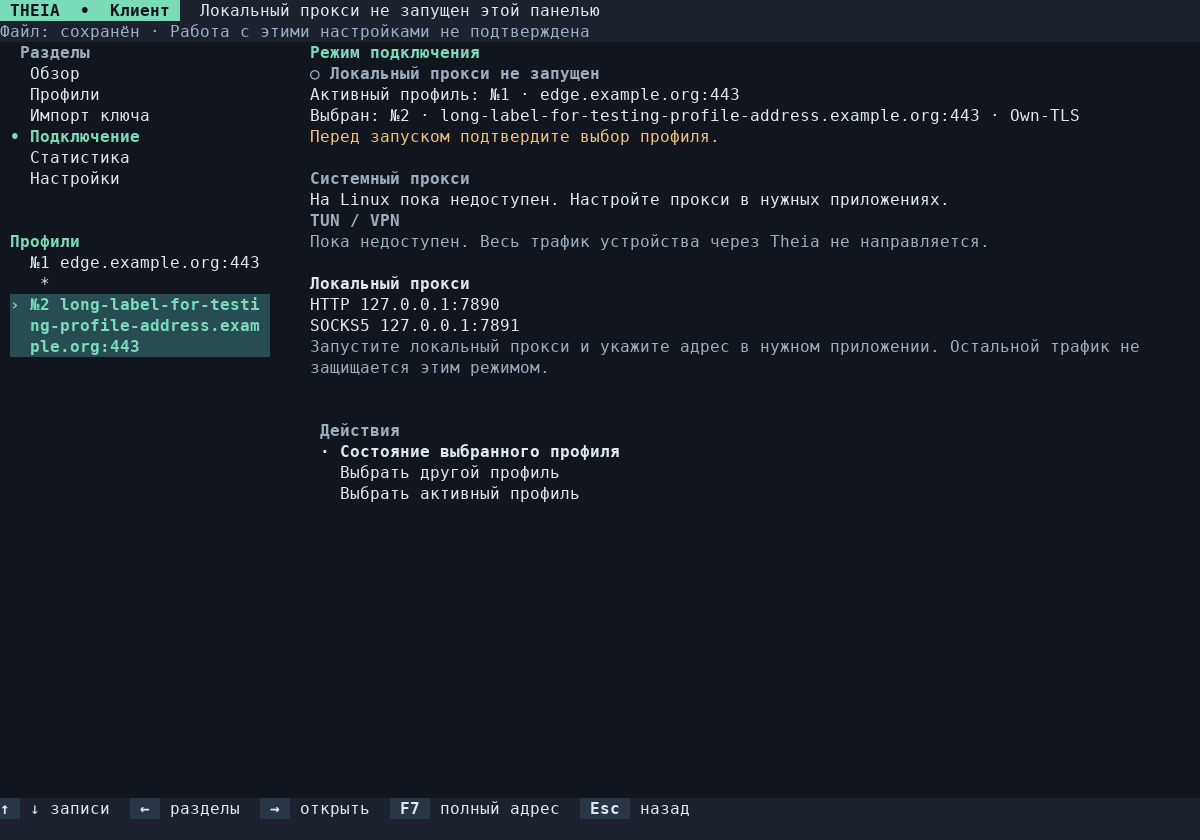 THEIA • Клиент Локальный прокси не запущен этой панелью
Файл: сохранён · Работа с этими настройками не подтверждена
Разделы
Обзор
Профили
Импорт ключа
• Подключение
Статистика
Настройки
Профили
№1 edge.example.org:443
*
› №2 long-label-for-testi
ng-profile-address.exam
ple.org:443
Режим подключения
○ Локальный прокси не запущен
Активный профиль: №1 · edge.example.org:443
Выбран: №2 · long-label-for-testing-profile-address.example.org:443 · Own-TLS
Перед запуском подтвердите выбор профиля.
Системный прокси
На Linux пока недоступен. Настройте прокси в нужных приложениях.
TUN / VPN
Пока недоступен. Весь трафик устройства через Theia не направляется.
Локальный прокси
HTTP 127.0.0.1:7890
SOCKS5 127.0.0.1:7891
Запустите локальный прокси и укажите адрес в нужном приложении. Остальной трафик не
защищается этим режимом.
Действия
· Состояние выбранного профиля
Выбрать другой профиль
Выбрать активный профиль
↑ ↓ записи ← разделы → открыть F7 полный адрес Esc назад